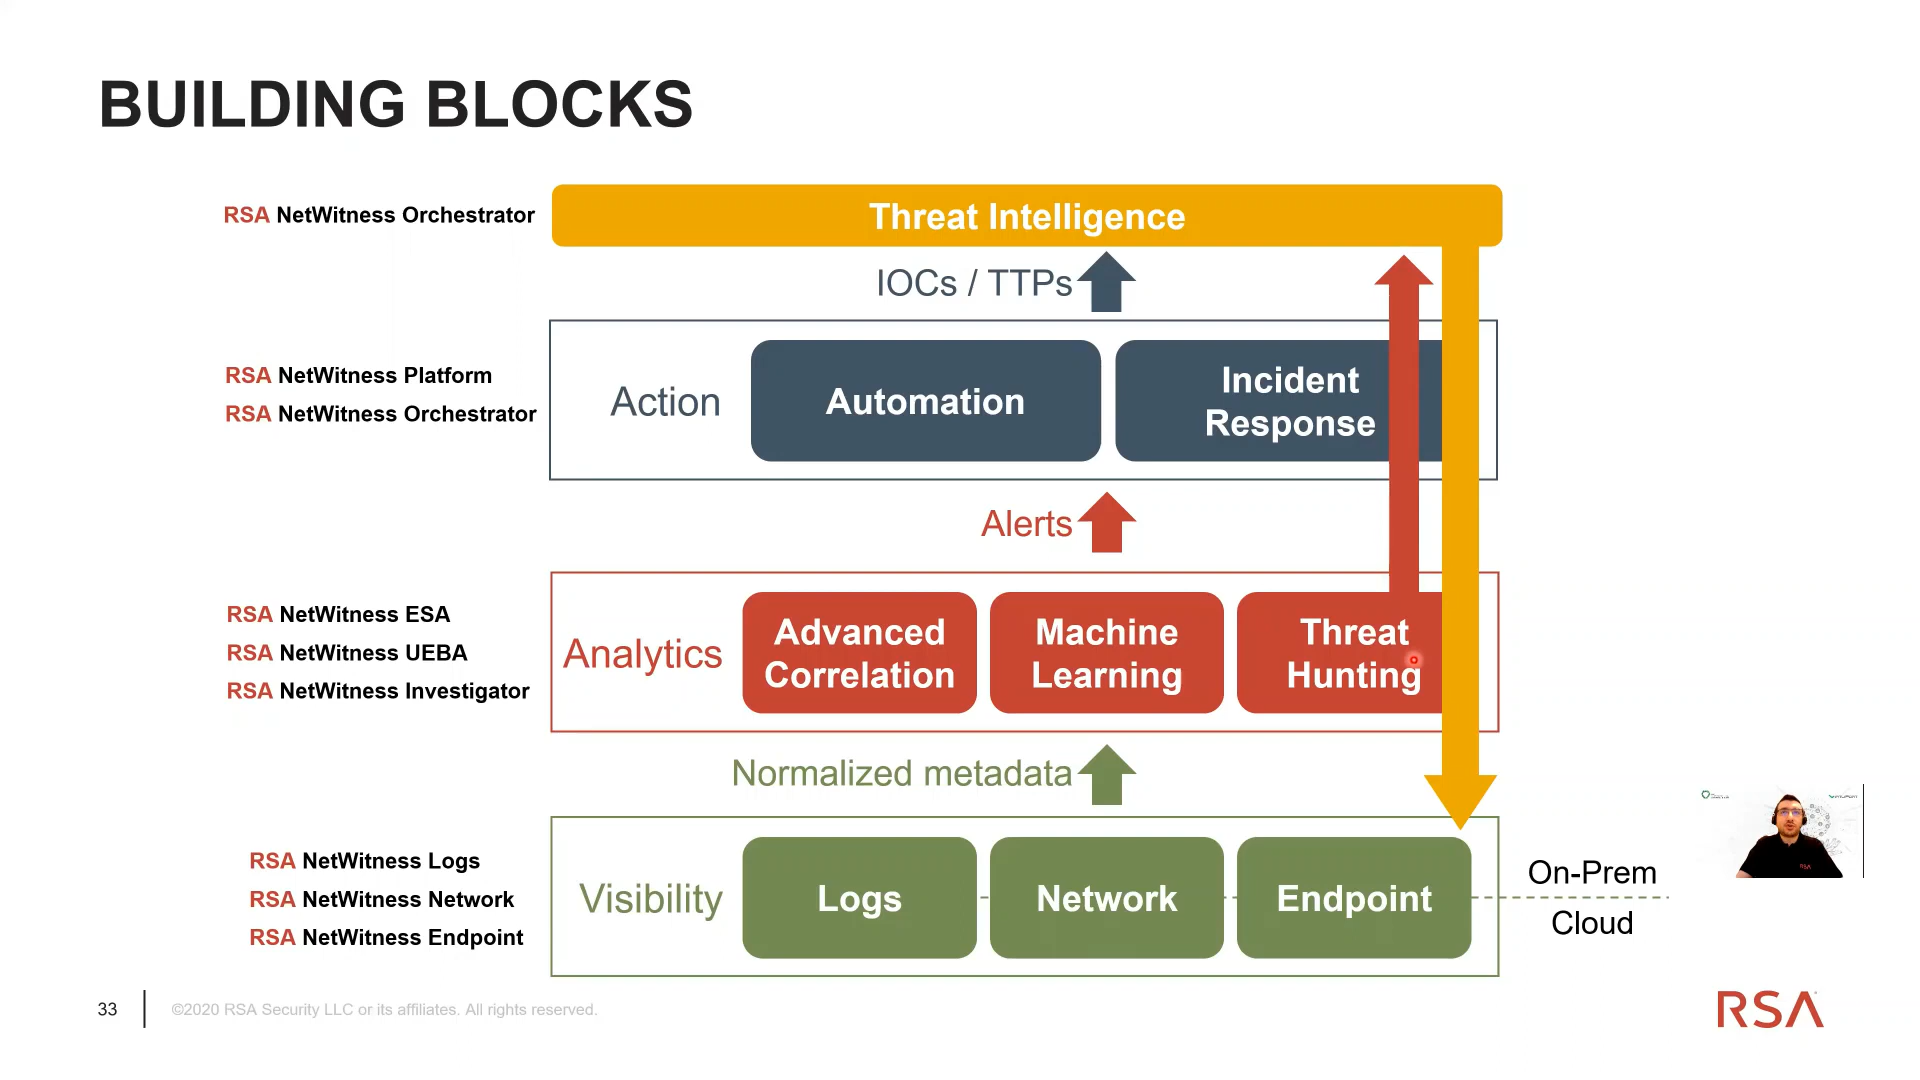 BUILDING BLOCKS
RSA NetWitness Orchestrator
Threat Intelligence
IOCs / TTPs
RSA NetWitness Platform
RSA NetWitness Orchestrator
Action
Automation
Incident
Response
Alerts
RSA NetWitness ESA
RSA NetWitness UEBA
RSA NetWitness Investigator
Analytics
Advanced
Correlation
Machine
Learning
Threat
Hunting
Normalized metadata
RSA NetWitness Logs
RSA NetWitness Network
RSA NetWitness Endpoint
Visibility
Logs
Network
Endpoint
On-Prem
Cloud
RSA
33
©2020 RSA Security LLC or its affiliates. All rights reserved.
RSA